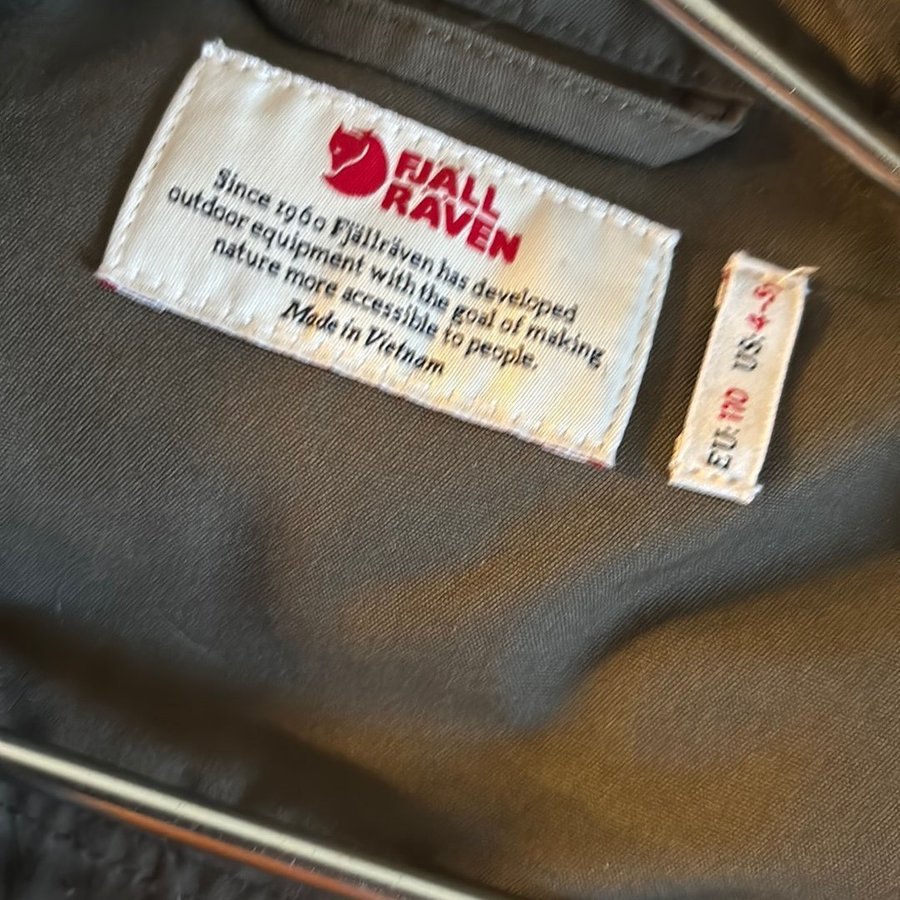 FJÄLL
RÄVEN
Since 1960 Fjällräven has developed
outdoor equipment with the goal of making
nature more accessible to people.
Made in Vietnam
EU: 110 US: 4-5